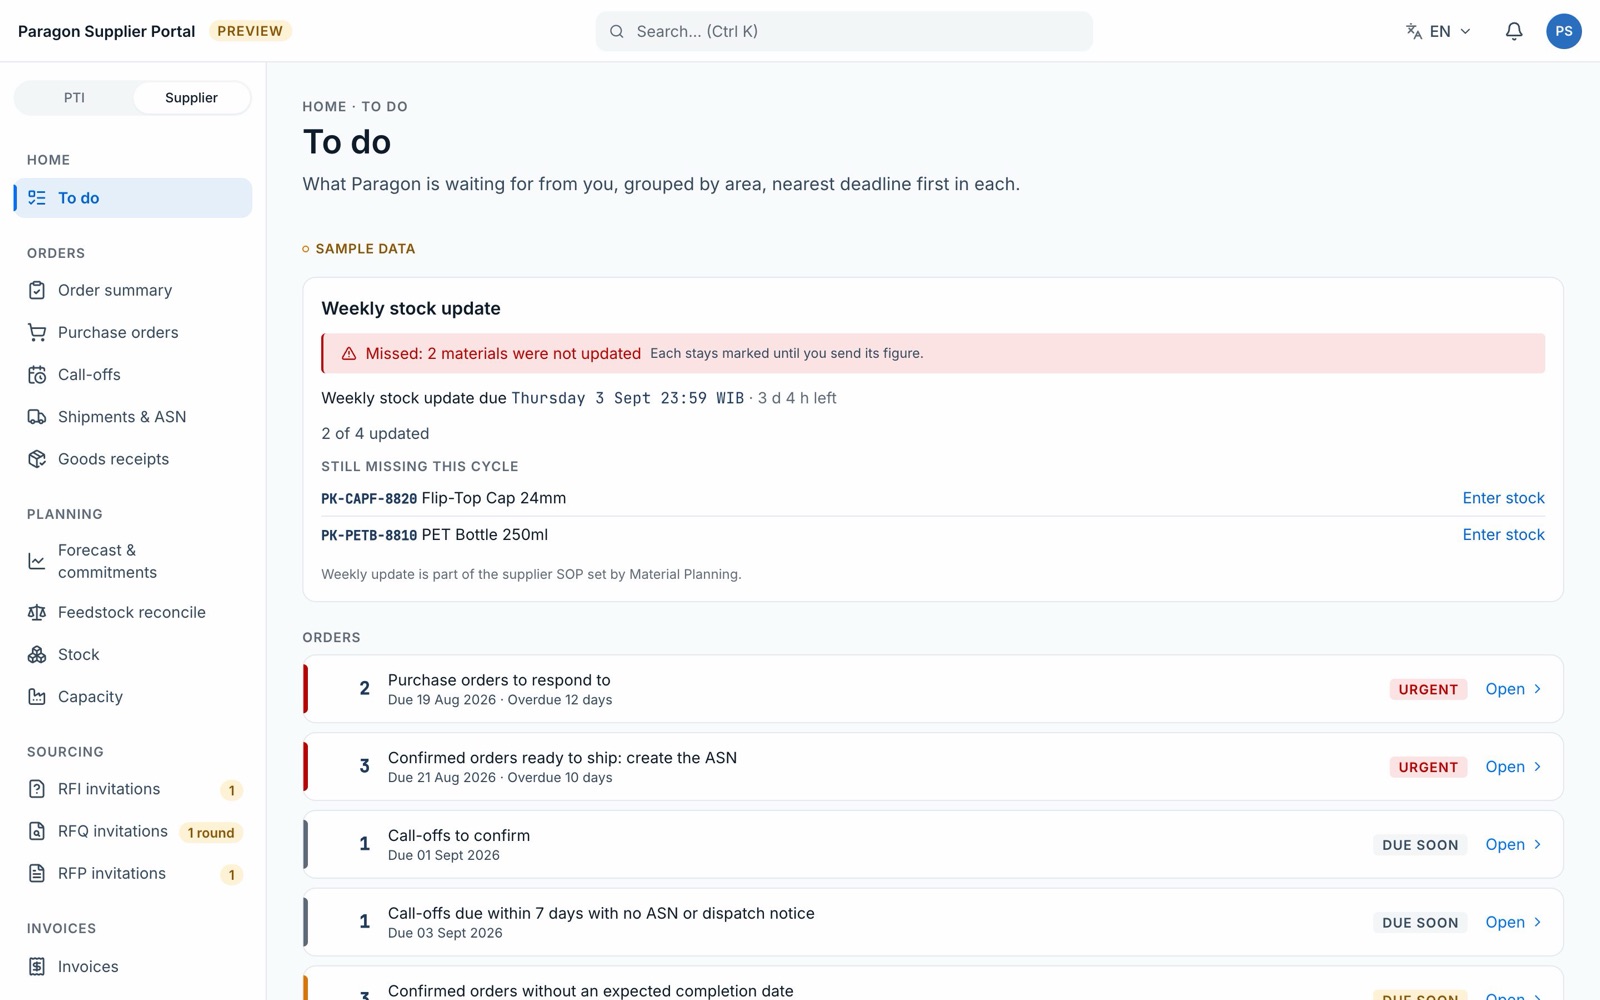 Paragon Supplier Portal
PREVIEW
Search... (Ctrl K)
EN
PS
PTI
Supplier
HOME
To do
ORDERS
Order summary
Purchase orders
Call-offs
Shipments & ASN
Goods receipts
PLANNING
Forecast &
commitments
Feedstock reconcile
Stock
Capacity
SOURCING
RFI invitations
1
RFQ invitations
1 round
RFP invitations
1
INVOICES
Invoices
HOME · TO DO
To do
What Paragon is waiting for from you, grouped by area, nearest deadline first in each.
SAMPLE DATA
Weekly stock update
Missed: 2 materials were not updated Each stays marked until you send its figure.
Weekly stock update due Thursday 3 Sept 23:59 WIB · 3 d 4 h left
2 of 4 updated
STILL MISSING THIS CYCLE
PK-CAPF-8820 Flip-Top Cap 24mm
Enter stock
PK-PETB-8810 PET Bottle 250ml
Enter stock
Weekly update is part of the supplier SOP set by Material Planning.
ORDERS
2
Purchase orders to respond to
Due 19 Aug 2026 · Overdue 12 days
URGENT
Open
3
Confirmed orders ready to ship: create the ASN
Due 21 Aug 2026 · Overdue 10 days
URGENT
Open
1
Call-offs to confirm
Due 01 Sept 2026
DUE SOON
Open
1
Call-offs due within 7 days with no ASN or dispatch notice
Due 03 Sept 2026
DUE SOON
Open
3
Confirmed orders without an expected completion date
DUE SOON
Open